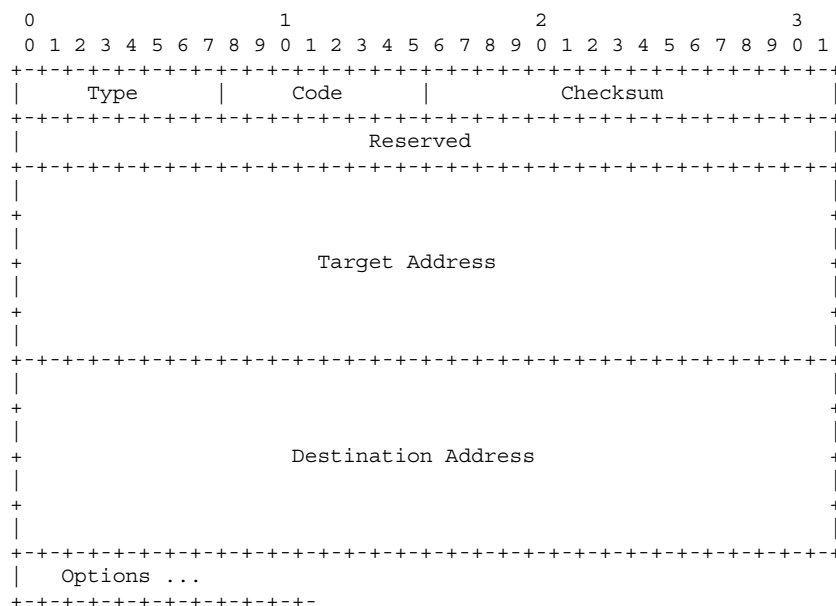 0                   1                   2                   3
 0 1 2 3 4 5 6 7 8 9 0 1 2 3 4 5 6 7 8 9 0 1 2 3 4 5 6 7 8 9 0 1
+-+-+-+-+-+-+-+-+-+-+-+-+-+-+-+-+-+-+-+-+-+-+-+-+-+-+-+-+-+-+-+-+
|     Type      |     Code      |          Checksum             |
+-+-+-+-+-+-+-+-+-+-+-+-+-+-+-+-+-+-+-+-+-+-+-+-+-+-+-+-+-+-+-+-+
|                           Reserved                            |
+-+-+-+-+-+-+-+-+-+-+-+-+-+-+-+-+-+-+-+-+-+-+-+-+-+-+-+-+-+-+-+-+
|                                                               |
+                                                               +
|                                                               |
+                       Target Address                          +
|                                                               |
+                                                               +
|                                                               |
+-+-+-+-+-+-+-+-+-+-+-+-+-+-+-+-+-+-+-+-+-+-+-+-+-+-+-+-+-+-+-+-+
|                                                               |
+                                                               +
|                                                               |
+                     Destination Address                       +
|                                                               |
+                                                               +
|                                                               |
+-+-+-+-+-+-+-+-+-+-+-+-+-+-+-+-+-+-+-+-+-+-+-+-+-+-+-+-+-+-+-+-+
|   Options ...
+-+-+-+-+-+-+-+-+-+-+-+-